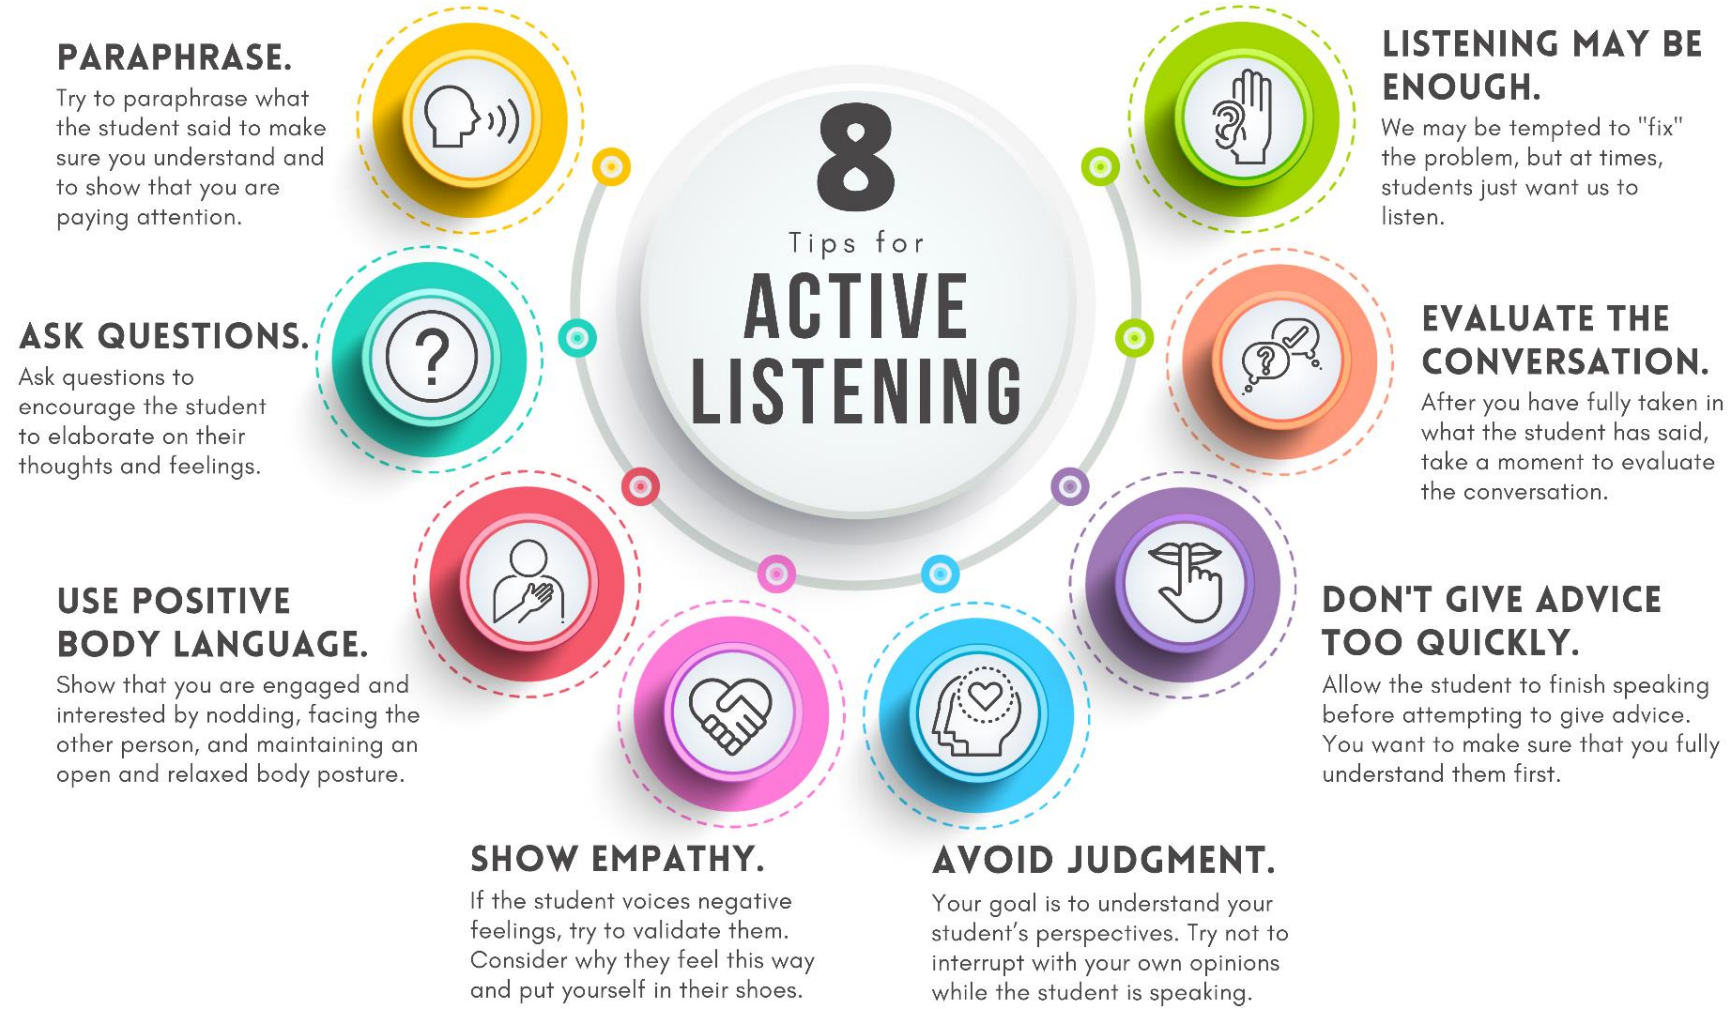 8
Tips for
ACTIVE
LISTENING
PARAPHRASE.
Try to paraphrase what
the student said to make
sure you understand and
to show that you are
paying attention.
ASK QUESTIONS.
Ask questions to
encourage the student
to elaborate on their
thoughts and feelings.
USE POSITIVE
BODY LANGUAGE.
Show that you are engaged and
interested by nodding, facing the
other person, and maintaining an
open and relaxed body posture.
SHOW EMPATHY.
If the student voices negative
feelings, try to validate them.
Consider why they feel this way
and put yourself in their shoes.
AVOID JUDGMENT.
Your goal is to understand your
student's perspectives. Try not to
interrupt with your own opinions
while the student is speaking.
DON'T GIVE ADVICE
TOO QUICKLY.
Allow the student to finish speaking
before attempting to give advice.
You want to make sure that you fully
understand them first.
EVALUATE THE
CONVERSATION.
After you have fully taken in
what the student has said,
take a moment to evaluate
the conversation.
LISTENING MAY BE
ENOUGH.
We may be tempted to "fix"
the problem, but at times,
students just want us to
listen.